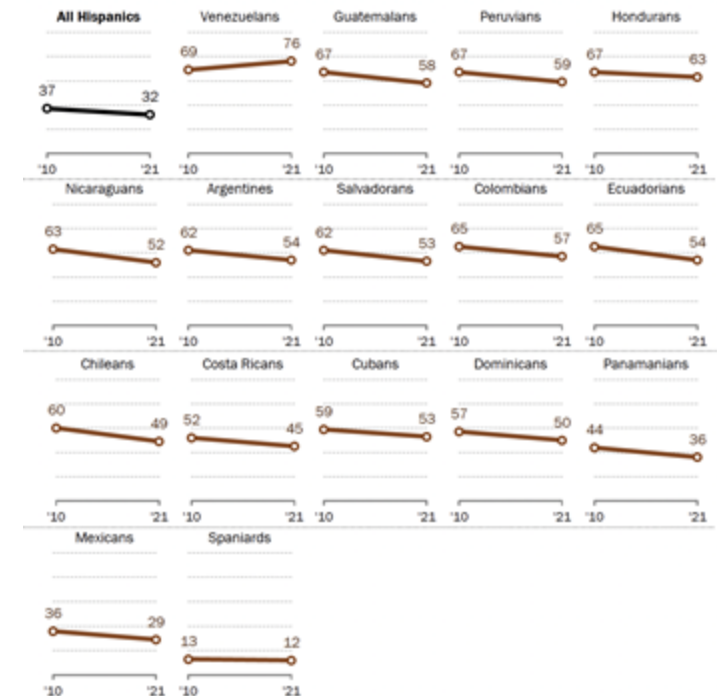 All Hispanics Venezuelans Guatemalans Peruvians Hondurans
37 32 69 76 67 58 67 59 67 63
'10 '21 '10 '21 '10 '21 '10 '21 '10 '21
Nicaraguans Argentines Salvadorans Colombians Ecuadorians
63 52 62 54 62 53 65 57 65 54
'10 '21 '10 '21 '10 '21 '10 '21 '10 '21
Chileans Costa Ricans Cubans Dominicans Panamanians
60 49 52 45 59 53 57 50 44 36
'10 '21 '10 '21 '10 '21 '10 '21 '10 '21
Mexicans Spaniards
36 29 13 12
'10 '21 '10 '21